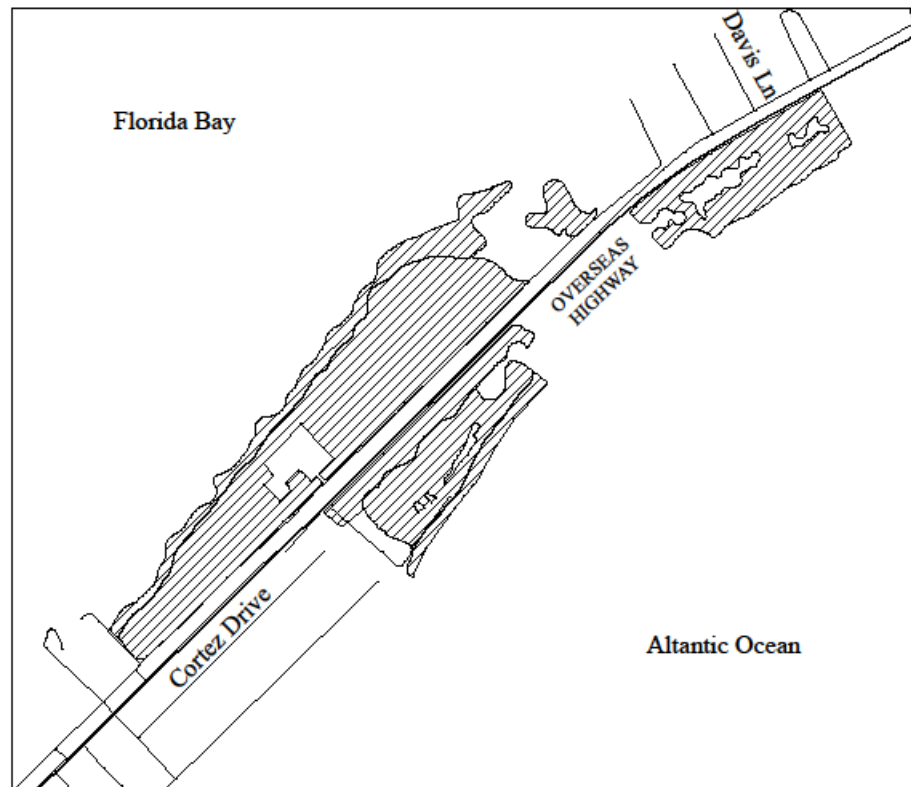 Davis Ln
Florida Bay
OVERSEAS
HIGHWAY
Cortez Drive
Altantic Ocean